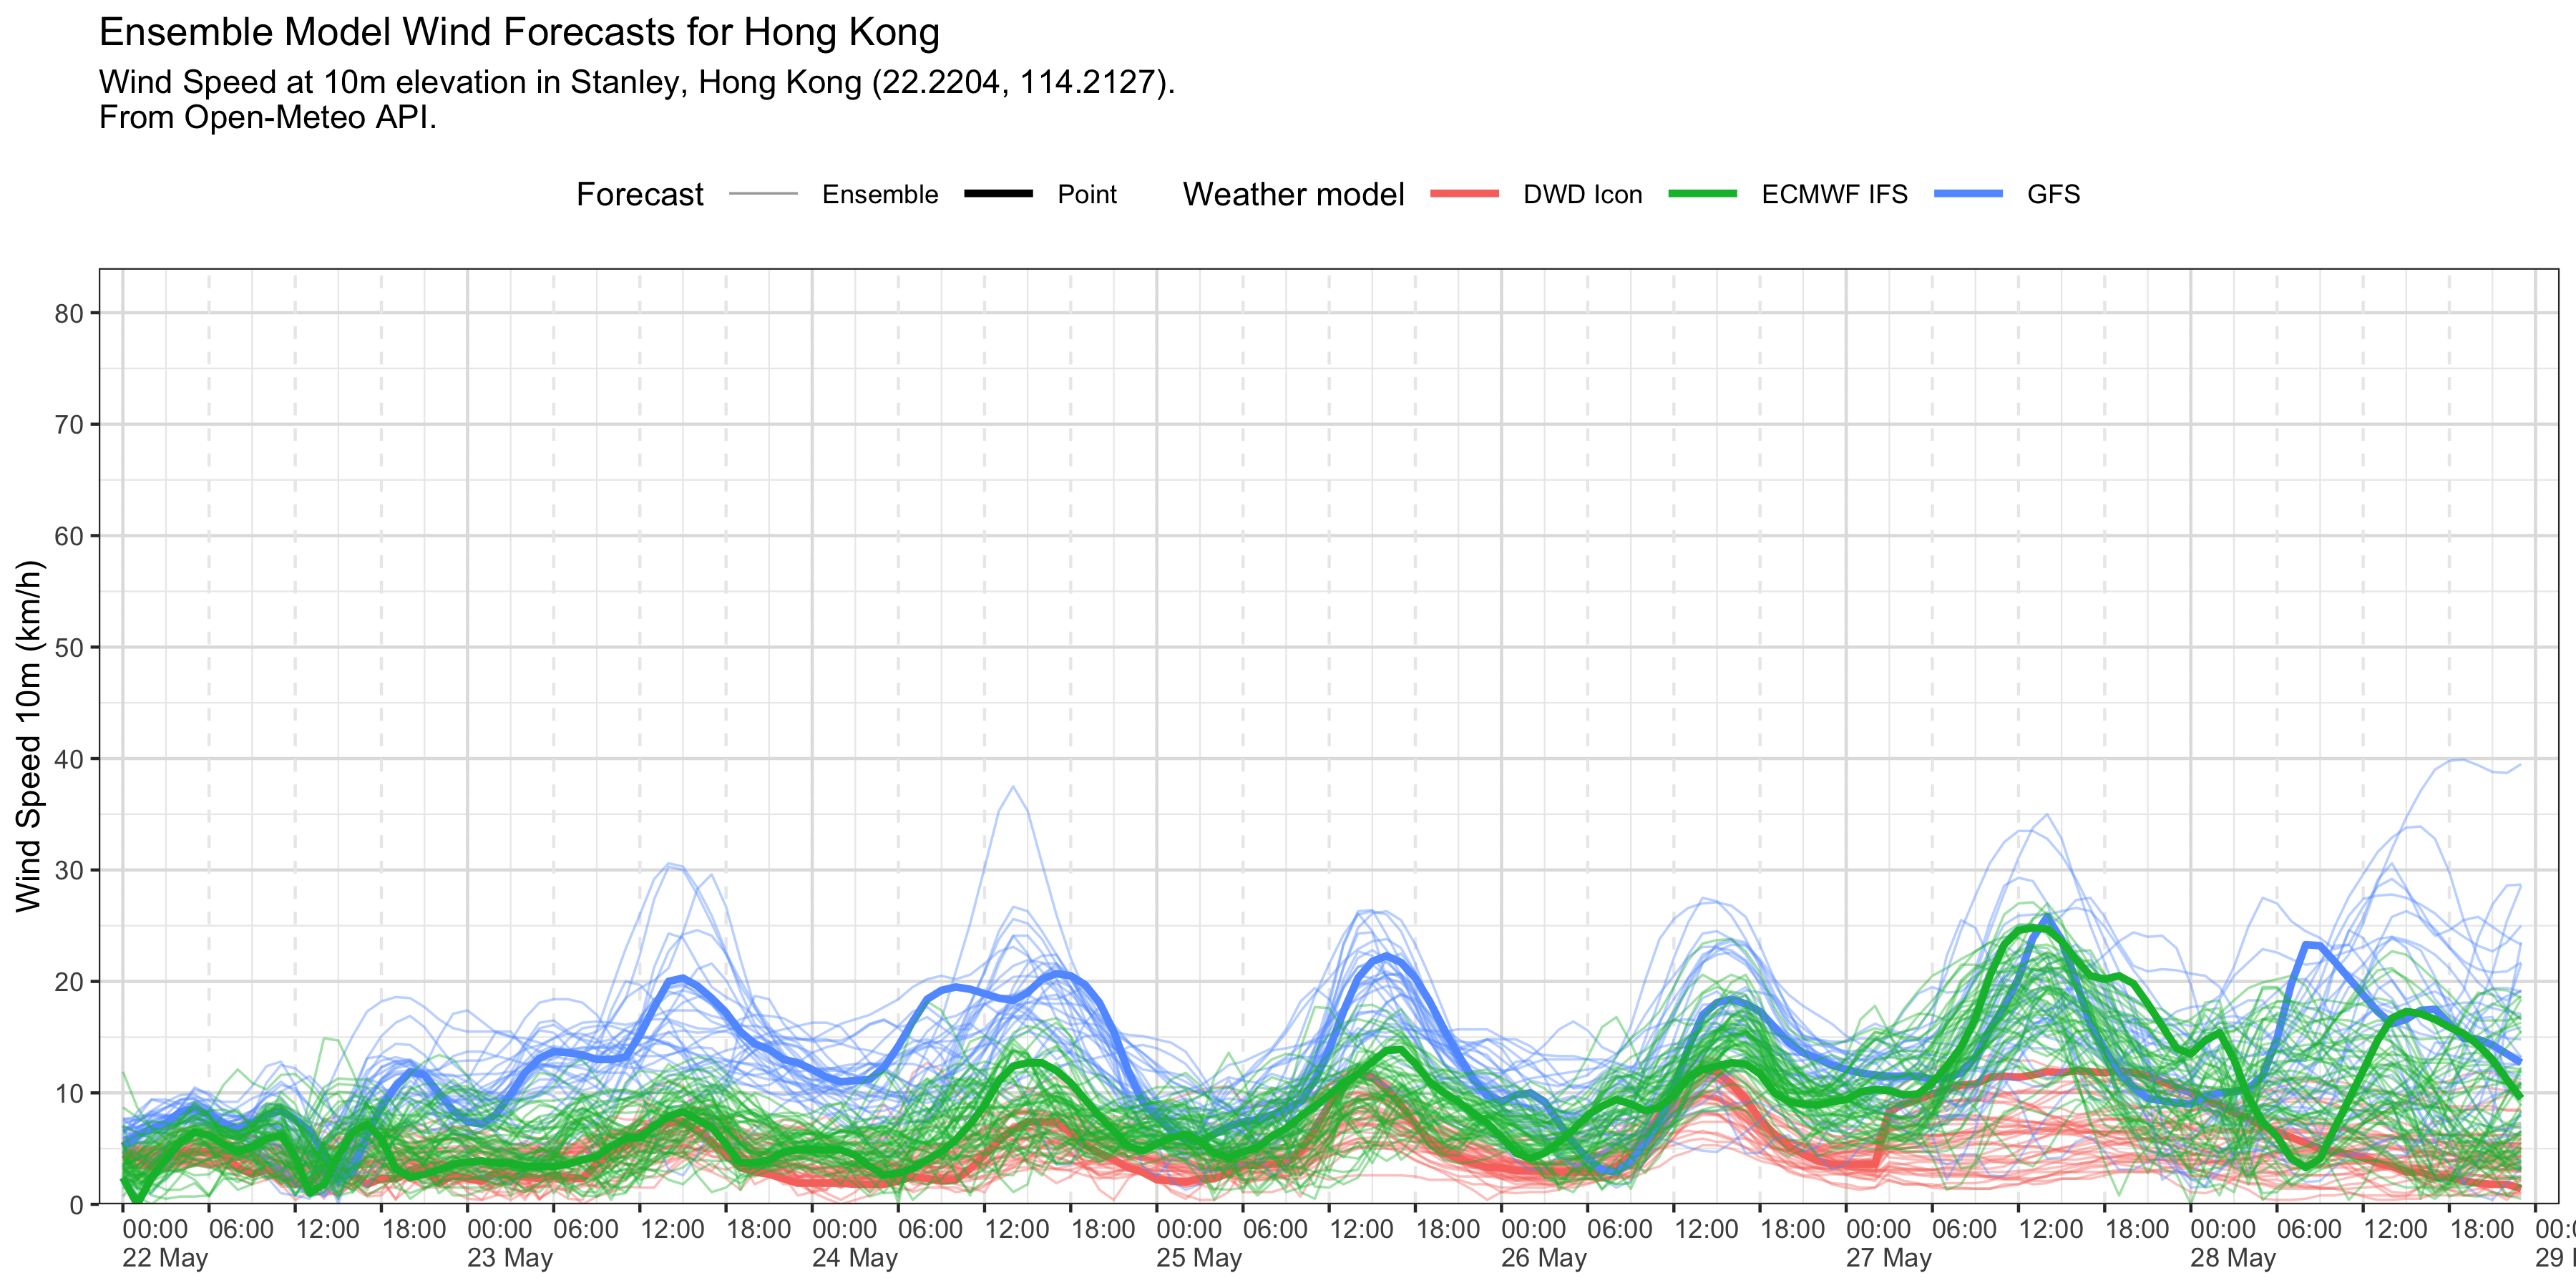 Ensemble Model Wind Forecasts for Hong Kong
Wind Speed at 10m elevation in Stanley, Hong Kong (22.2204, 114.2127).
From Open-Meteo API.
Forecast Ensemble Point Weather model DWD Icon ECMWF IFS GFS
80
70
60
50
40
30
20
10
0
Wind Speed 10m (km/h)
00:00 06:00 12:00 18:00 00:00 06:00 12:00 18:00 00:00 06:00 12:00 18:00 00:00 06:00 12:00 18:00 00:00 06:00 12:00 18:00 00:00 06:00 12:00 18:00 00:00 06:00 12:00 18:00 00:0
22 May 23 May 24 May 25 May 26 May 27 May 28 May 29